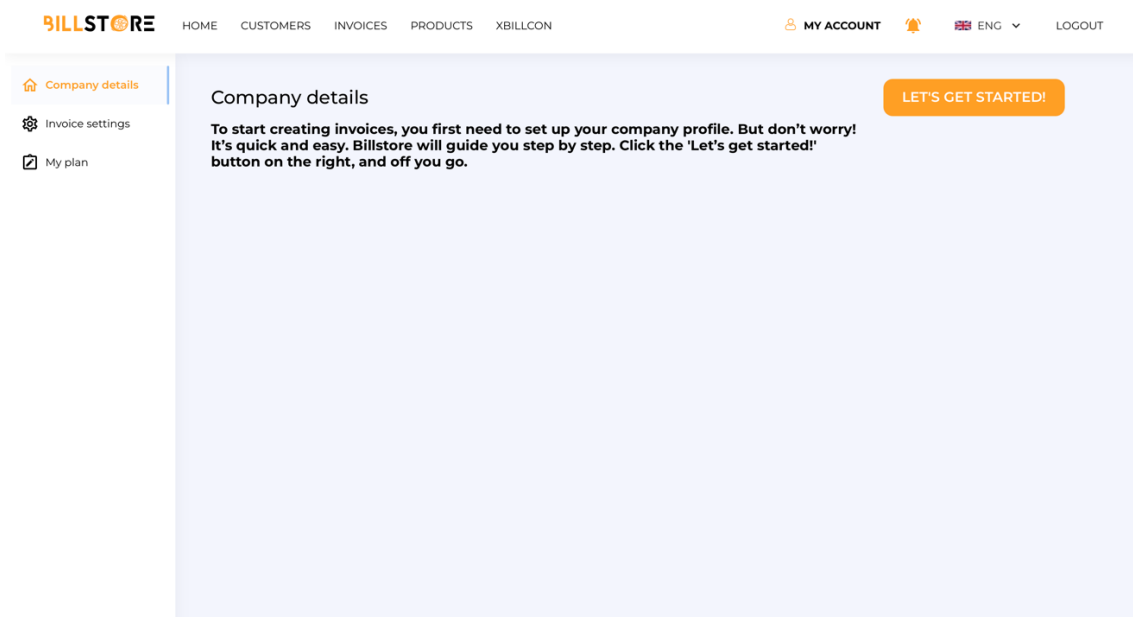 BILLSTORE
HOME
CUSTOMERS
INVOICES
PRODUCTS
XBILLCON
MY ACCOUNT
ENG
LOGOUT
Company details
Invoice settings
My plan
Company details
LET'S GET STARTED!
To start creating invoices, you first need to set up your company profile. But don’t worry!
It’s quick and easy. Billstore will guide you step by step. Click the 'Let’s get started!'
button on the right, and off you go.